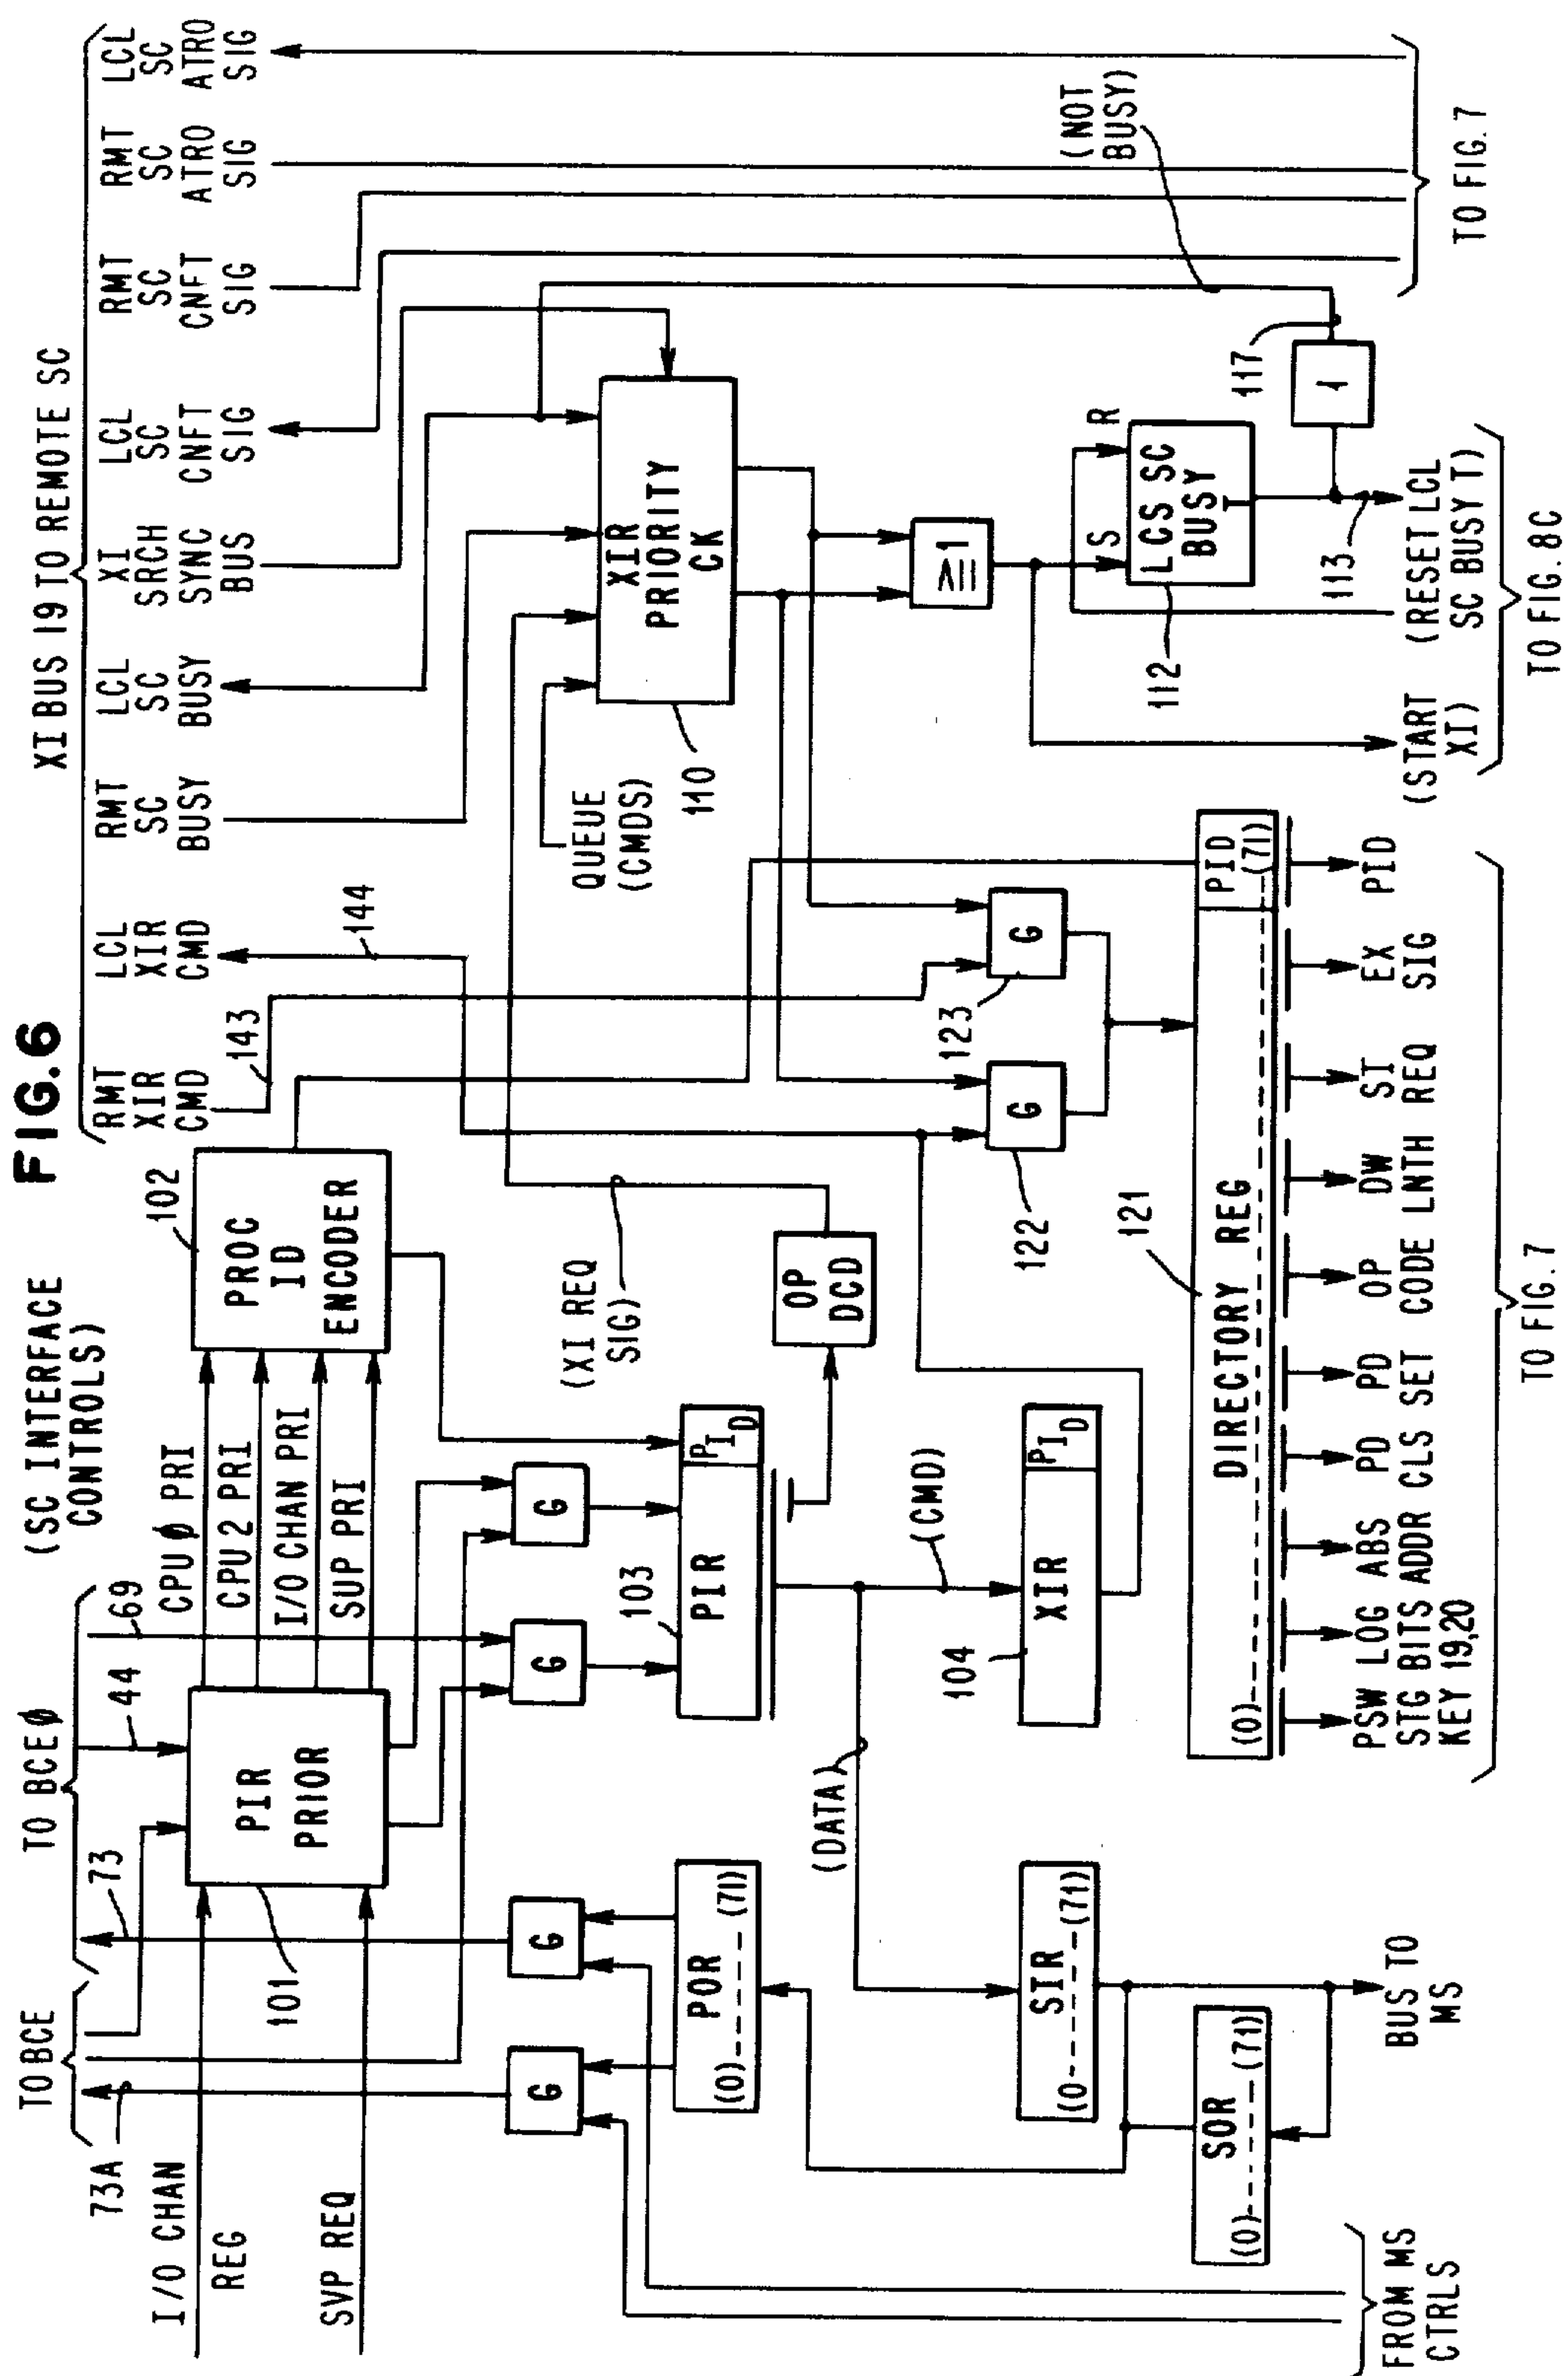 FIG.6
(SC INTERFACE
CONTROLS)
XI BUS 19 TO REMOTE SC
TO BCE
TO BCE Ø
73A
73
44
69
RMT
XIR
CMD
143
LCL
XIR
CMD
144
RMT
SC
BUSY
LCL
SC
BUSY
XI
SRCH
SYNC
BUS
LCL
SC
CNFT
SIG
RMT
SC
CNFT
SIG
RMT
SC
ATRO
SIG
LCL
SC
ATRO
SIG
I/O CHAN
REG
SVP REQ
101
PIR
PRIOR
CPU Ø PRI
CPU 2 PRI
I/O CHAN PRI
SUP PRI
102
PROC
ID
ENCODER
G
G
G
G
POR
(0) (71)
103
PIR
PID
OP
DCD
(XI REQ
SIG)
QUEUE
(CMDS)
110
XIR
PRIORITY
CK
(NOT
BUSY)
(DATA)
(CMD)
SIR
(0 (71)
104
XIR
PID
122
G
123
G
≥1
112
S
R
LCS SC
BUSY
1
117
113
SOR
(0) (71)
BUS TO
MS
FROM MS
CTRLS
121
DIRECTORY REG
(0)
PID
(71)
PSW
STG
KEY
LOG
BITS
19,20
ABS
ADDR
PD
CLS
PD
SET
OP
CODE
DW
LNTH
ST
REQ
EX
SIG
PID
TO FIG.7
(START
XI)
(RESET LCL
SC BUSY T)
TO FIG.8C
TO FIG.7